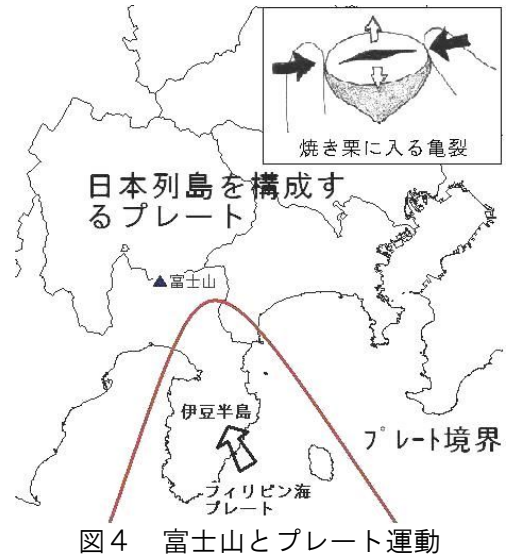 焼き栗に入る亀裂
日本列島を構成す
るプレート
▲富士山
伊豆半島
プレート境界
フィリピン海
プレート
図4 富士山とプレート運動